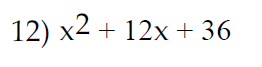 12) x2 + 12x + 36